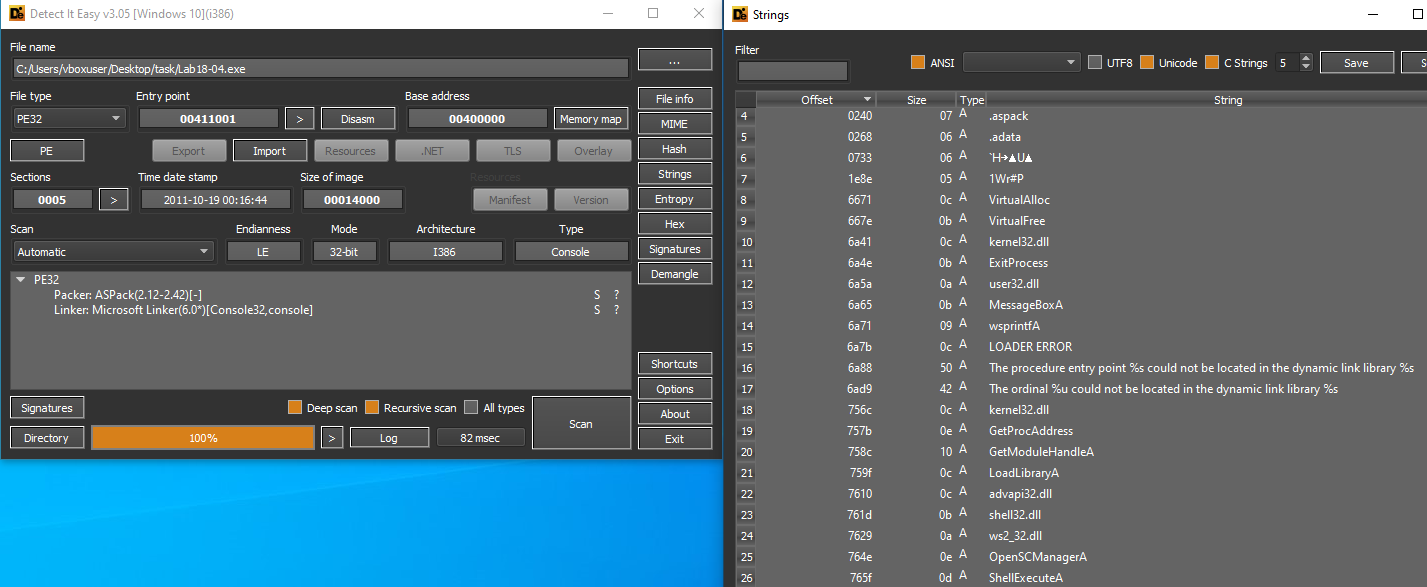 Detect It Easy v3.05 [Windows 10](i386)
File name
C:/Users/vboxuser/Desktop/task/Lab18-04.exe
...
File type
Entry point
Base address
File info
PE32
00411001
>
Disasm
00400000
Memory map
MIME
PE
Export
Import
Resources
.NET
TLS
Overlay
Hash
Sections
Time date stamp
Size of image
Resources
Strings
0005
>
2011-10-19 00:16:44
00014000
Manifest
Version
Entropy
Hex
Scan
Endianness
Mode
Architecture
Type
Automatic
LE
32-bit
I386
Console
Signatures
Demangle
PE32
Packer: ASPack(2.12-2.42)[-]
S ?
Linker: Microsoft Linker(6.0*)[Console32,console]
S ?
Shortcuts
Options
Signatures
Deep scan
Recursive scan
All types
Scan
About
Directory
100%
>
Log
82 msec
Exit
Strings
Filter
ANSI
UTF8
Unicode
C Strings
5
Save
S
Offset Size Type String
4 0240 07 A .aspack
5 0268 06 A .adata
6 0733 06 A `H➔▲U▲
7 1e8e 05 A 1Wr#P
8 6671 0c A VirtualAlloc
9 667e 0b A VirtualFree
10 6a41 0c A kernel32.dll
11 6a4e 0b A ExitProcess
12 6a5a 0a A user32.dll
13 6a65 0b A MessageBoxA
14 6a71 09 A wsprintfA
15 6a7b 0c A LOADER ERROR
16 6a88 50 A The procedure entry point %s could not be located in the dynamic link library %s
17 6ad9 42 A The ordinal %u could not be located in the dynamic link library %s
18 756c 0c A kernel32.dll
19 757b 0e A GetProcAddress
20 758c 10 A GetModuleHandleA
21 759f 0c A LoadLibraryA
22 7610 0c A advapi32.dll
23 761d 0b A shell32.dll
24 7629 0a A ws2_32.dll
25 764e 0e A OpenSCManagerA
26 765f 0d A ShellExecuteA